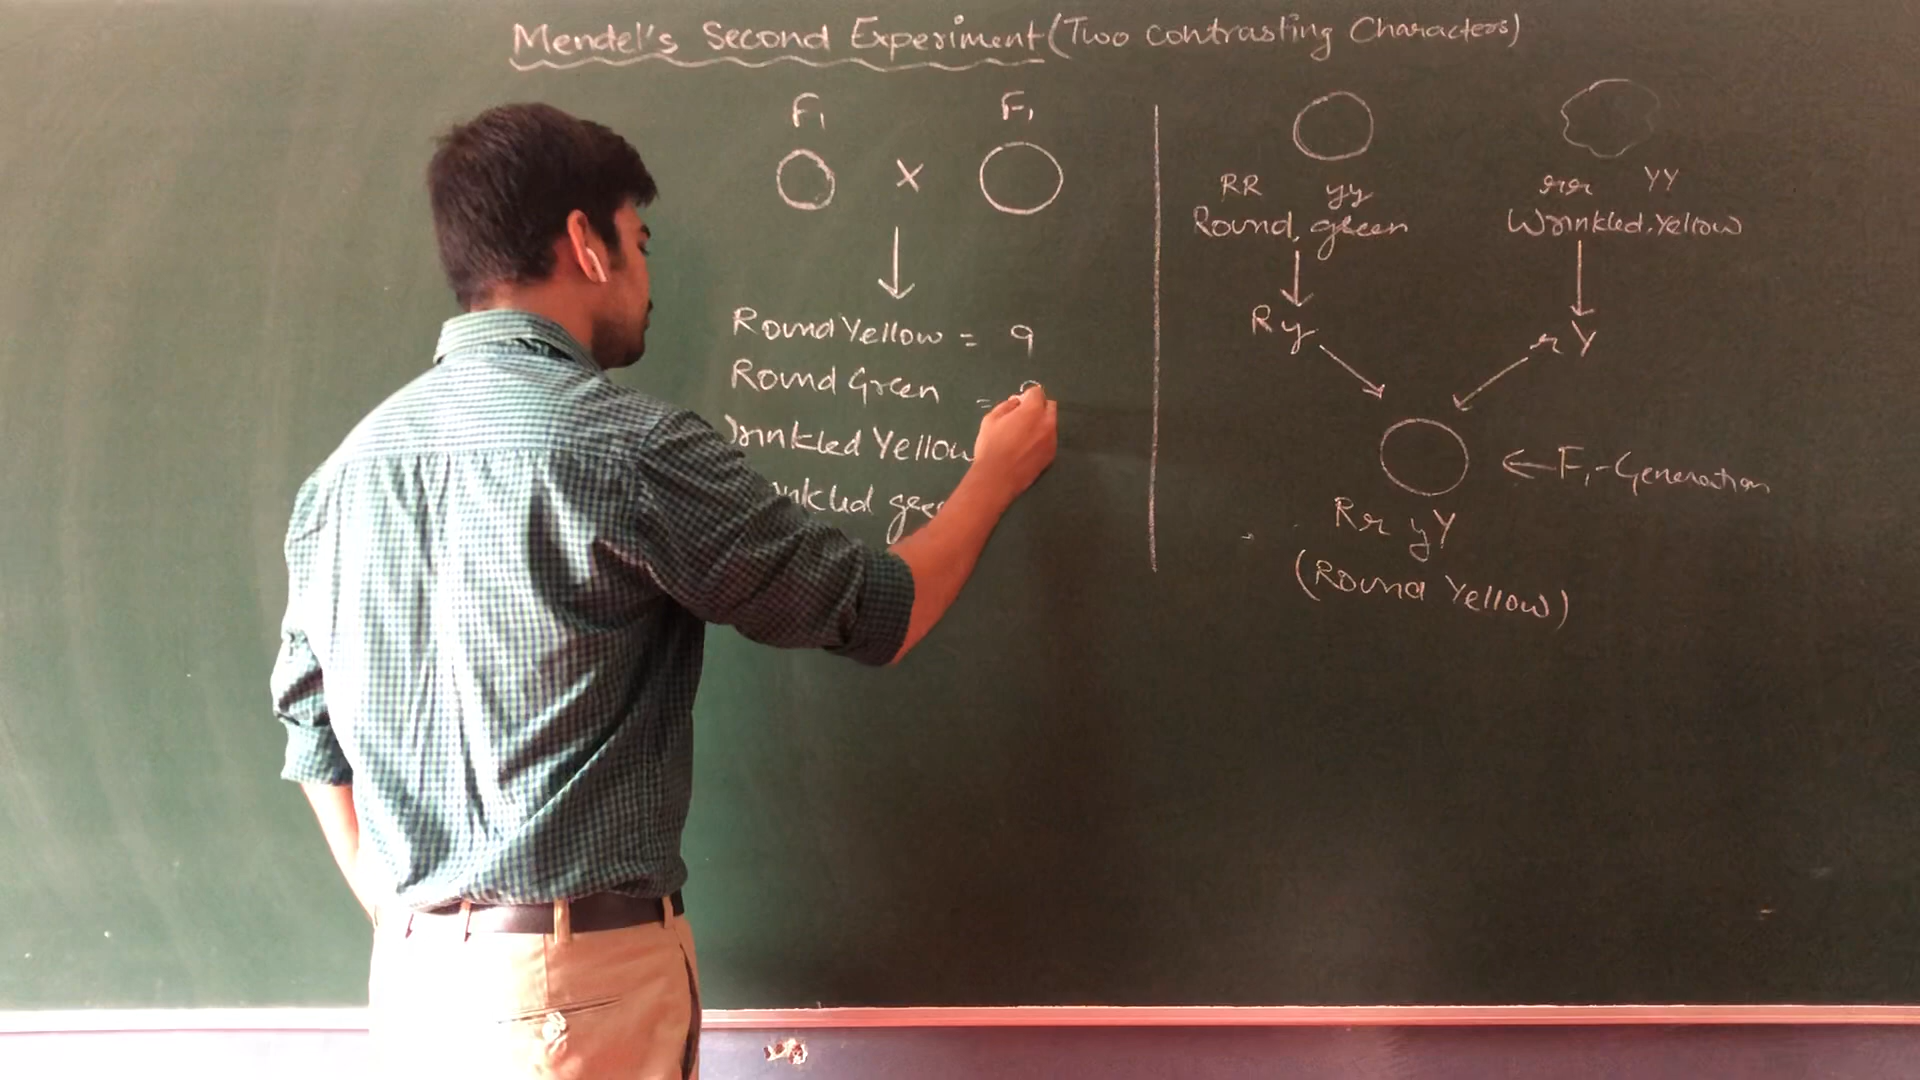 Mendel's Second Experiment (Two contrasting Characters)
F1 F1
x
Round Yellow = 9
Round Green =
Yellow
RR yy
Round, green
rr YY
Wrinkled, Yellow
Ry
rY
← F1-Generation
Rr yY
(Round Yellow)